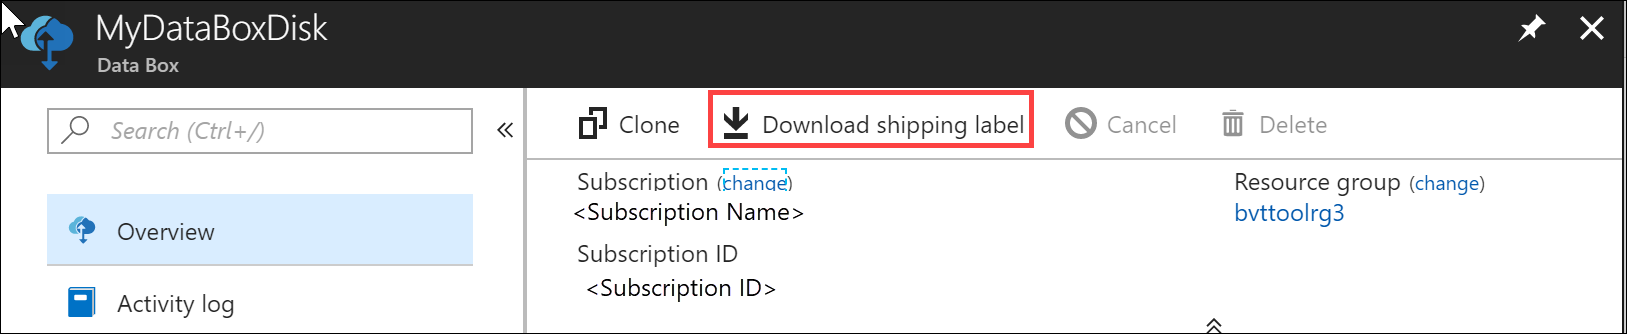 MyDataBoxDisk
Data Box
Search (Ctrl+/)
«
Clone
Download shipping label
Cancel
Delete
Subscription (change)
<Subscription Name>
Resource group (change)
bvttoolrg3
Subscription ID
<Subscription ID>
Overview
Activity log